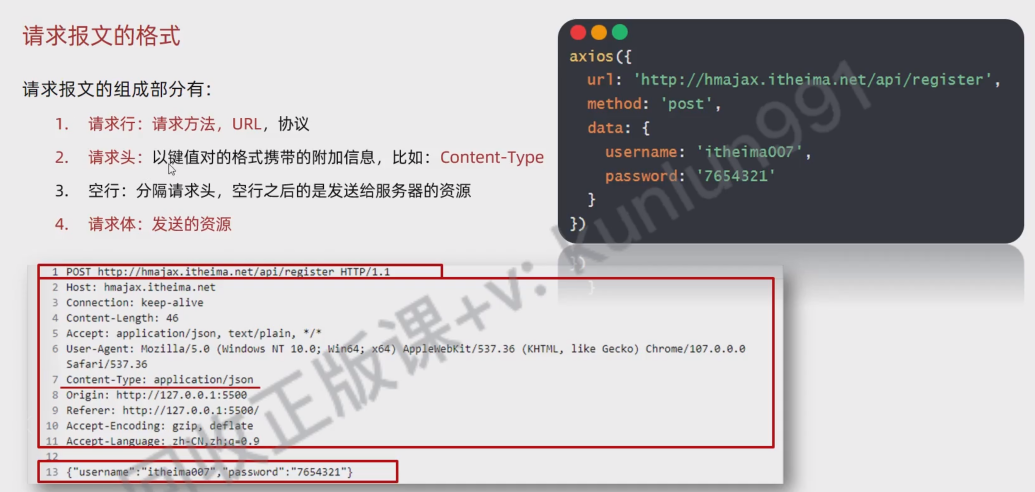 请求报文的格式
请求报文的组成部分有：
1. 请求行：请求方法，URL，协议
2. 请求头：以键值对的格式携带的附加信息，比如：Content-Type
3. 空行：分隔请求头，空行之后的是发送给服务器的资源
4. 请求体：发送的资源
axios({
url: 'http://hmajax.itheima.net/api/register',
method: 'post',
data: {
username: 'itheima007',
password: '7654321'
}
})
1 POST http://hmajax.itheima.net/api/register HTTP/1.1
2 Host: hmajax.itheima.net
3 Connection: keep-alive
4 Content-Length: 46
5 Accept: application/json, text/plain, */*
6 User-Agent: Mozilla/5.0 (Windows NT 10.0; Win64; x64) AppleWebKit/537.36 (KHTML, like Gecko) Chrome/107.0.0.0
Safari/537.36
7 Content-Type: application/json
8 Origin: http://127.0.0.1:5500
9 Referer: http://127.0.0.1:5500/
10 Accept-Encoding: gzip, deflate
11 Accept-Language: zh-CN,zh;q=0.9
12
13 {"username":"itheima007","password":"7654321"}
回收正版课+v: Kunlun991